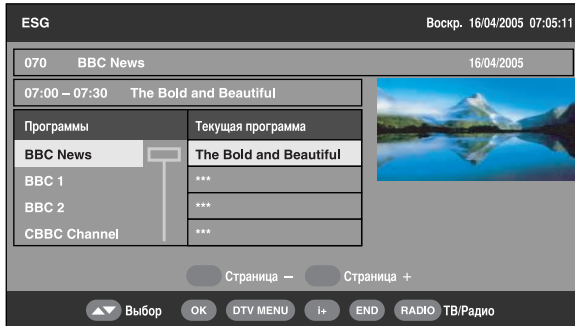 ESG Воскр. 16/04/2005 07:05:11
070 BBC News 16/04/2005
07:00 – 07:30 The Bold and Beautiful
Программы Текущая программа
BBC News The Bold and Beautiful
BBC 1 ***
BBC 2 ***
CBBC Channel ***
Страница – Страница +
Выбор OK DTV MENU i+ END RADIO ТВ/Радио